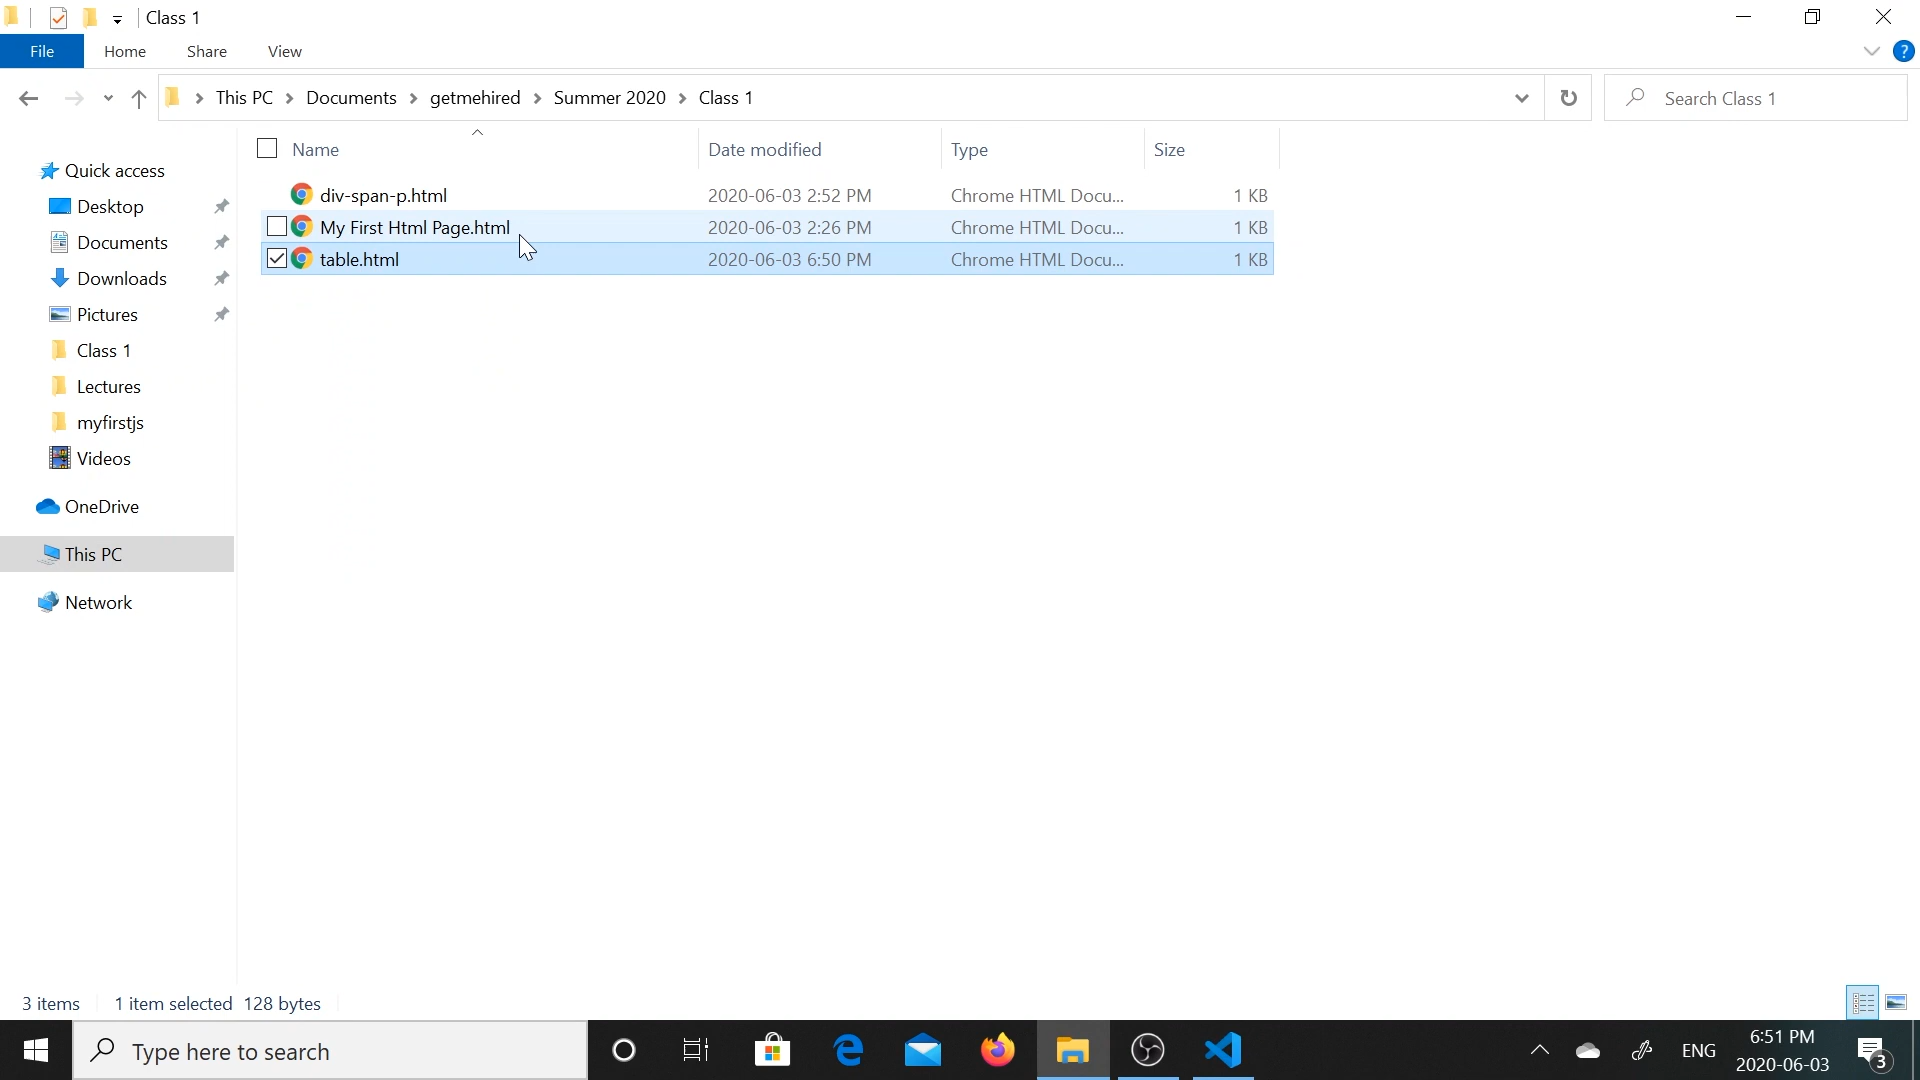 Class 1
File Home Share View
?
This PC Documents getmehired Summer 2020 Class 1
Search Class 1
Name Date modified Type Size
Quick access
Desktop
Documents
Downloads
Pictures
Class 1
Lectures
myfirstjs
Videos
OneDrive
This PC
Network
div-span-p.html 2020-06-03 2:52 PM Chrome HTML Docu... 1 KB
My First Html Page.html 2020-06-03 2:26 PM Chrome HTML Docu... 1 KB
table.html 2020-06-03 6:50 PM Chrome HTML Docu... 1 KB
3 items 1 item selected 128 bytes
Type here to search
ENG
6:51 PM
2020-06-03
3